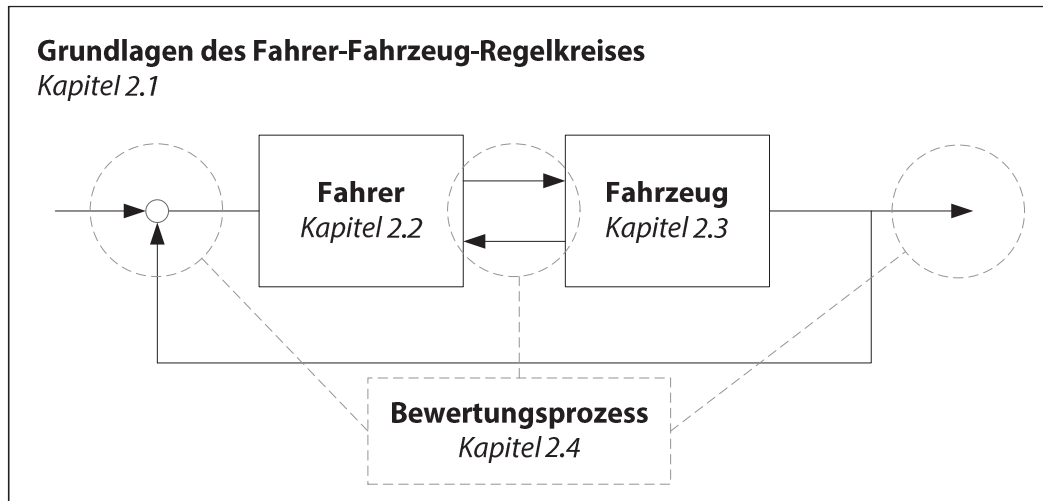 Grundlagen des Fahrer-Fahrzeug-Regelkreises
Kapitel 2.1
Fahrer
Kapitel 2.2
Fahrzeug
Kapitel 2.3
Bewertungsprozess
Kapitel 2.4